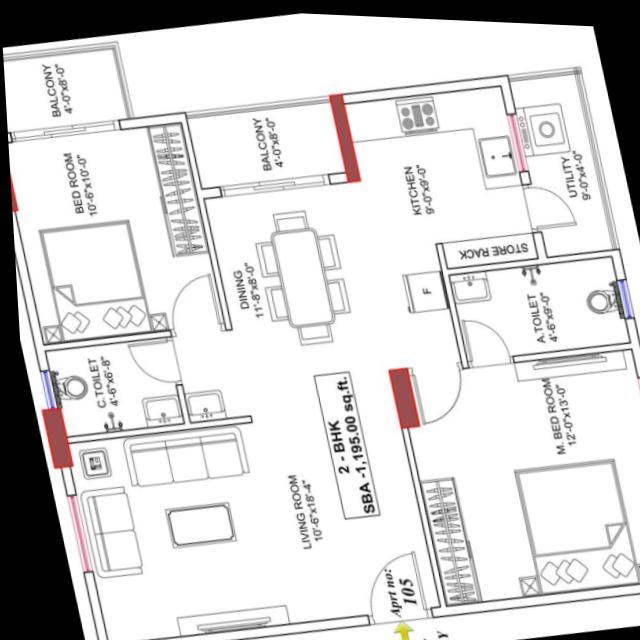 BALCONY
4'-0"x8'-0"
BED ROOM
10'-6"x10'-0"
BALCONY
4'-0"x8'-0"
KITCHEN
9'-0"x9'-0"
UTILITY
9'-0"x4'-0"
STORE RACK
DINING
11'-8"x8'-0"
F
A.TOILET
4'-6"x9'-0"
C.TOILET
4'-6"x6'-8"
2 - BHK
SBA -1,195.00 sq.ft.
M. BED ROOM
12'-0"x13'-0"
LIVING ROOM
10'-6"x18'-4"
Aprt no:
105
Y